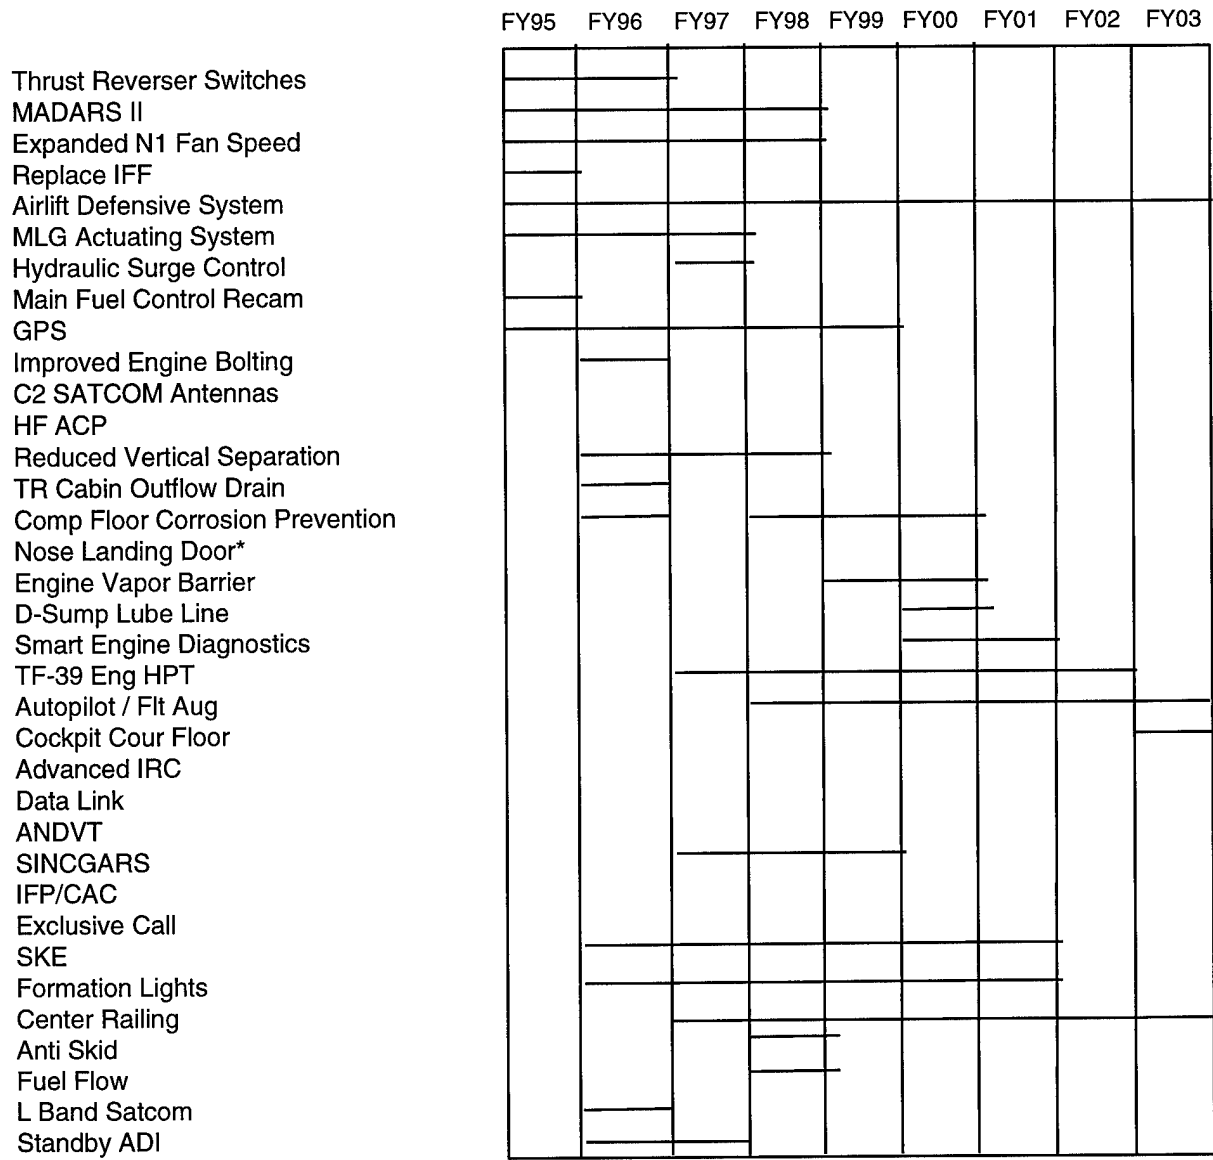 FY95 FY96 FY97 FY98 FY99 FY00 FY01 FY02 FY03
Thrust Reverser Switches
MADARS II
Expanded N1 Fan Speed
Replace IFF
Airlift Defensive System
MLG Actuating System
Hydraulic Surge Control
Main Fuel Control Recam
GPS
Improved Engine Bolting
C2 SATCOM Antennas
HF ACP
Reduced Vertical Separation
TR Cabin Outflow Drain
Comp Floor Corrosion Prevention
Nose Landing Door*
Engine Vapor Barrier
D-Sump Lube Line
Smart Engine Diagnostics
TF-39 Eng HPT
Autopilot / Flt Aug
Cockpit Cour Floor
Advanced IRC
Data Link
ANDVT
SINCGARS
IFP/CAC
Exclusive Call
SKE
Formation Lights
Center Railing
Anti Skid
Fuel Flow
L Band Satcom
Standby ADI